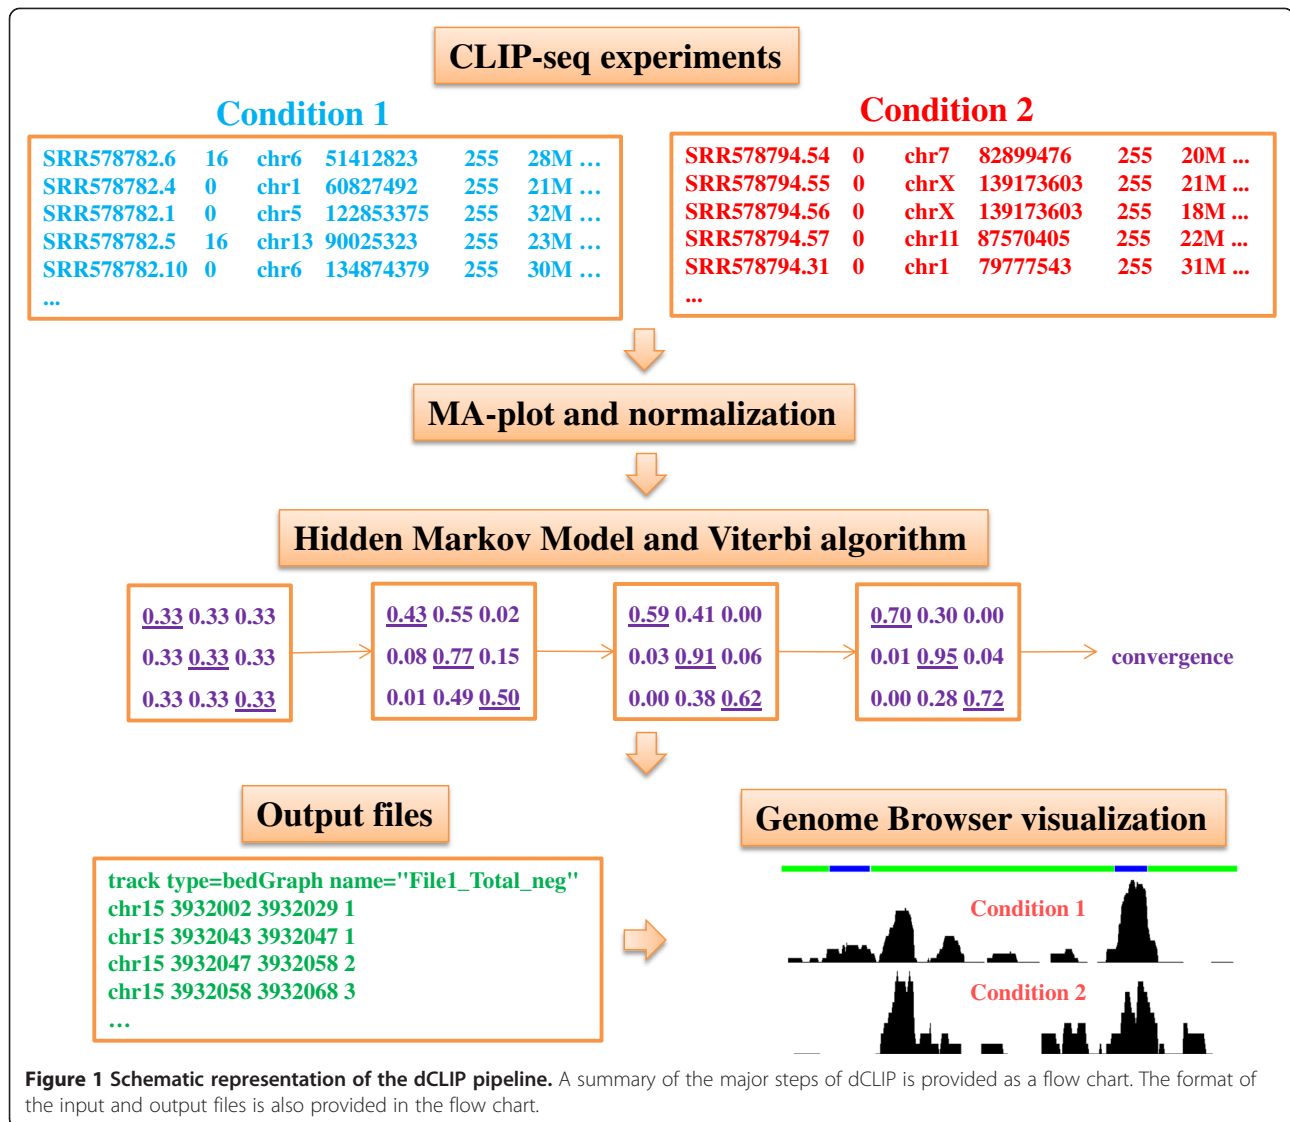 CLIP-seq experiments
Condition 1
SRR578782.6 16 chr6 51412823 255 28M ...
SRR578782.4 0 chr1 60827492 255 21M ...
SRR578782.1 0 chr5 122853375 255 32M ...
SRR578782.5 16 chr13 90025323 255 23M ...
SRR578782.10 0 chr6 134874379 255 30M ...
...
Condition 2
SRR578794.54 0 chr7 82899476 255 20M ...
SRR578794.55 0 chrX 139173603 255 21M ...
SRR578794.56 0 chrX 139173603 255 18M ...
SRR578794.57 0 chr11 87570405 255 22M ...
SRR578794.31 0 chr1 79777543 255 31M ...
...
MA-plot and normalization
Hidden Markov Model and Viterbi algorithm
0.33 0.33 0.33
0.33 0.33 0.33
0.33 0.33 0.33
0.43 0.55 0.02
0.08 0.77 0.15
0.01 0.49 0.50
0.59 0.41 0.00
0.03 0.91 0.06
0.00 0.38 0.62
0.70 0.30 0.00
0.01 0.95 0.04
0.00 0.28 0.72
convergence
Output files
track type=bedGraph name="File1_Total_neg"
chr15 3932002 3932029 1
chr15 3932043 3932047 1
chr15 3932047 3932058 2
chr15 3932058 3932068 3
...
Genome Browser visualization
Condition 1
Condition 2
Figure 1 Schematic representation of the dCLIP pipeline. A summary of the major steps of dCLIP is provided as a flow chart. The format of
the input and output files is also provided in the flow chart.